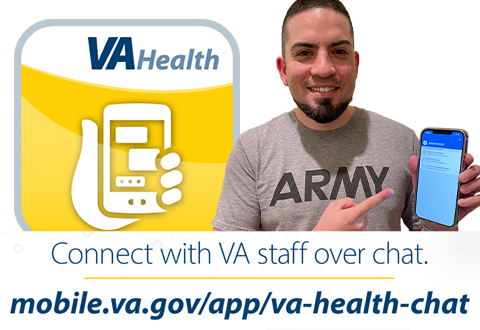 VA Health
ARMY
Connect with VA staff over chat.
mobile.va.gov/app/va-health-chat